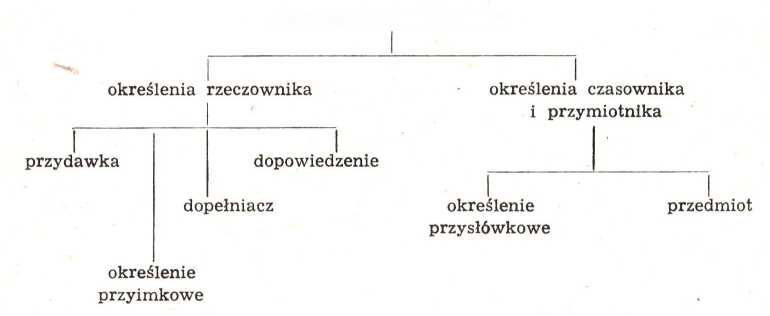 określenia rzeczownika
określenia czasownika
i przymiotnika
przydawka
dopowiedzenie
dopełniacz
określenie
przyimkowe
określenie
przysłówkowe
przedmiot